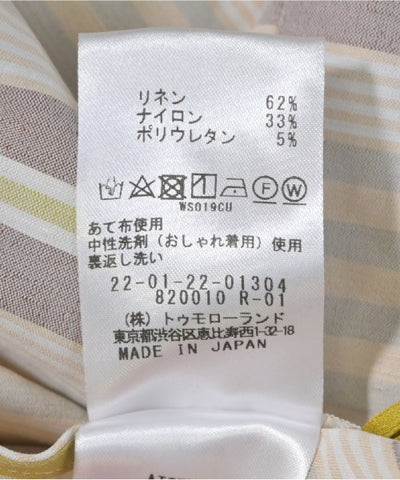 リネン 62%
ナイロン 33%
ポリウレタン 5%
F W
WS019CU
あて布使用
中性洗剤(おしゃれ着用)使用
裏返し洗い
22-01-22-01304
820010 R-01
(株)トゥモローランド
東京都渋谷区恵比寿西1-32-18
MADE IN JAPAN